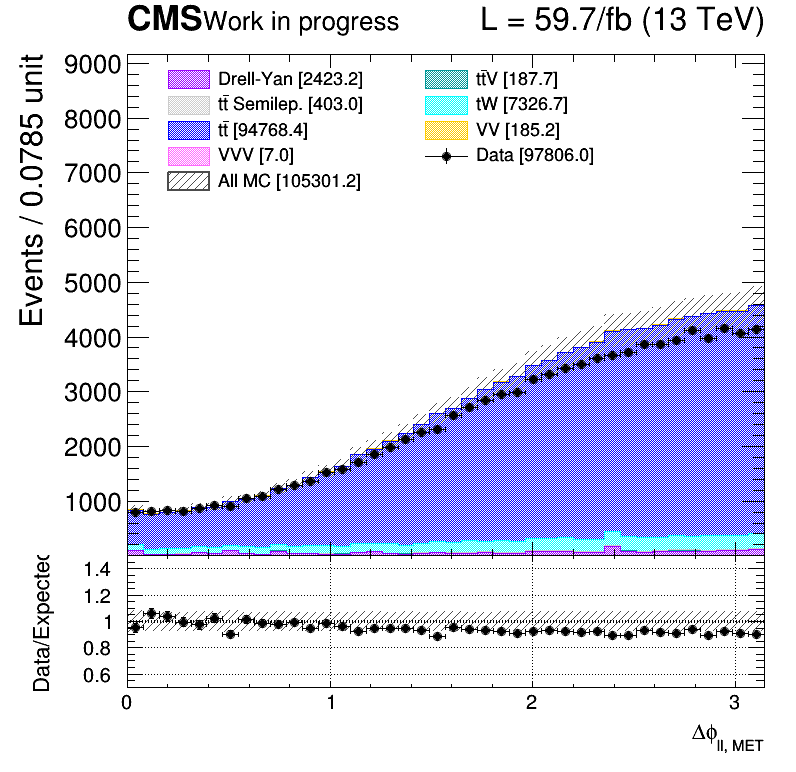 CMS Work in progress L = 59.7/fb (13 TeV)
Events / 0.0785 unit
9000
8000
7000
6000
5000
4000
3000
2000
1000
Drell-Yan [2423.2]
tt̄ Semilep. [403.0]
tt̄ [94768.4]
VVV [7.0]
All MC [105301.2]
tt̄V [187.7]
tW [7326.7]
VV [185.2]
Data [97806.0]
Data/Expected
1.4
1.2
1
0.8
0.6
0 1 2 3
Δϕll, MET